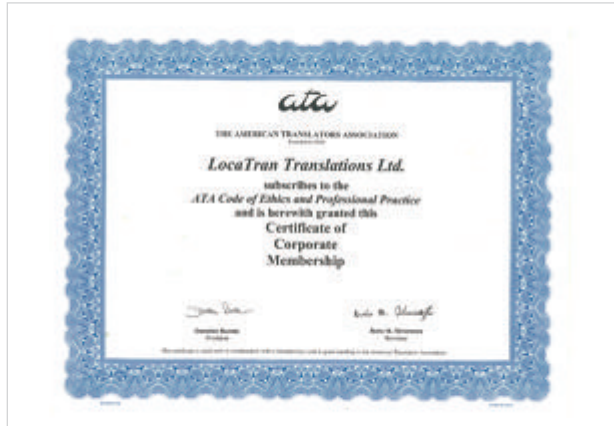 ata
THE AMERICAN TRANSLATORS ASSOCIATION
LocaTran Translations Ltd.
subscribes to the
ATA Code of Ethics and Professional Practice
and is herewith granted this
Certificate of
Corporate
Membership
President